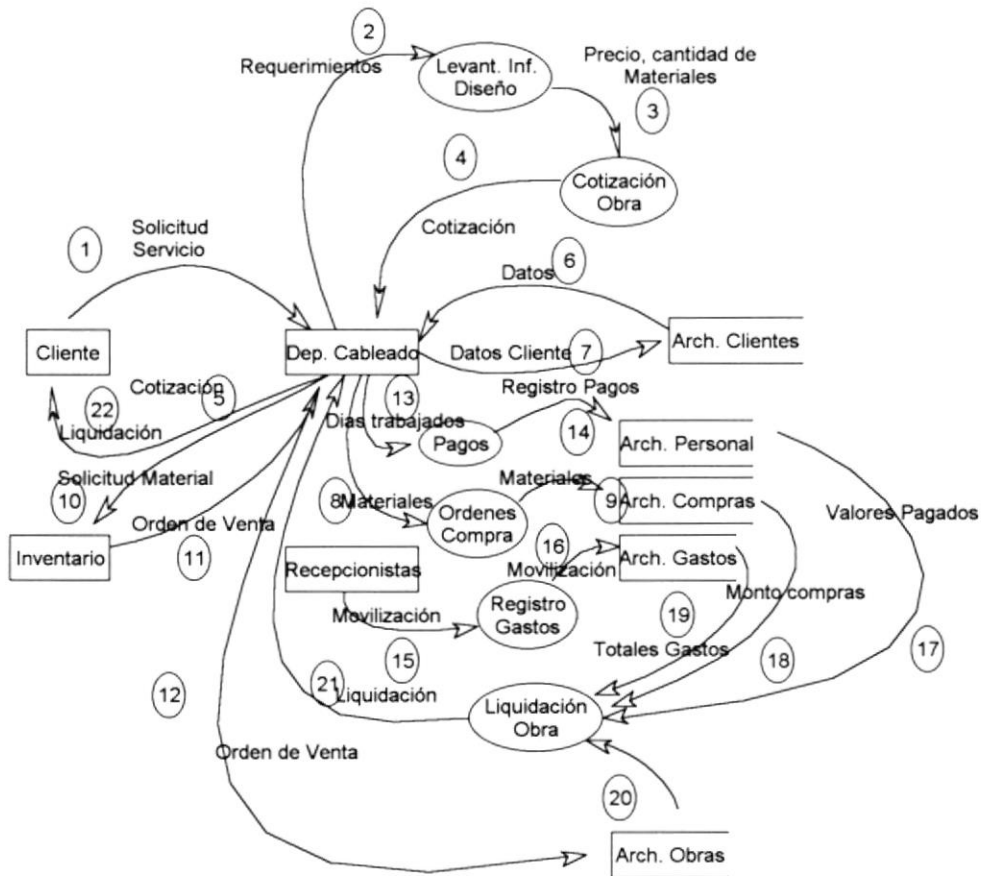 2
Requerimientos
Levant. Inf.
Diseño
Precio, cantidad de
Materiales
3
4
Cotización
Obra
Cotización
1
Solicitud
Servicio
6
Datos
Cliente
Dep. Cableado
Datos Cliente
7
Arch. Clientes
Cotización
5
22
Liquidación
13
Dias trabajados
Registro Pagos
14
Pagos
Arch. Personal
Solicitud Material
10
8
Materiales
Materiales
9
Arch. Compras
Valores Pagados
Orden de Venta
11
Ordenes
Compra
Inventario
Recepcionistas
16
Movilización
Arch. Gastos
Movilización
15
Registro
Gastos
Monto compras
19
Totales Gastos
18
17
12
21
Liquidación
Liquidación
Obra
Orden de Venta
20
Arch. Obras